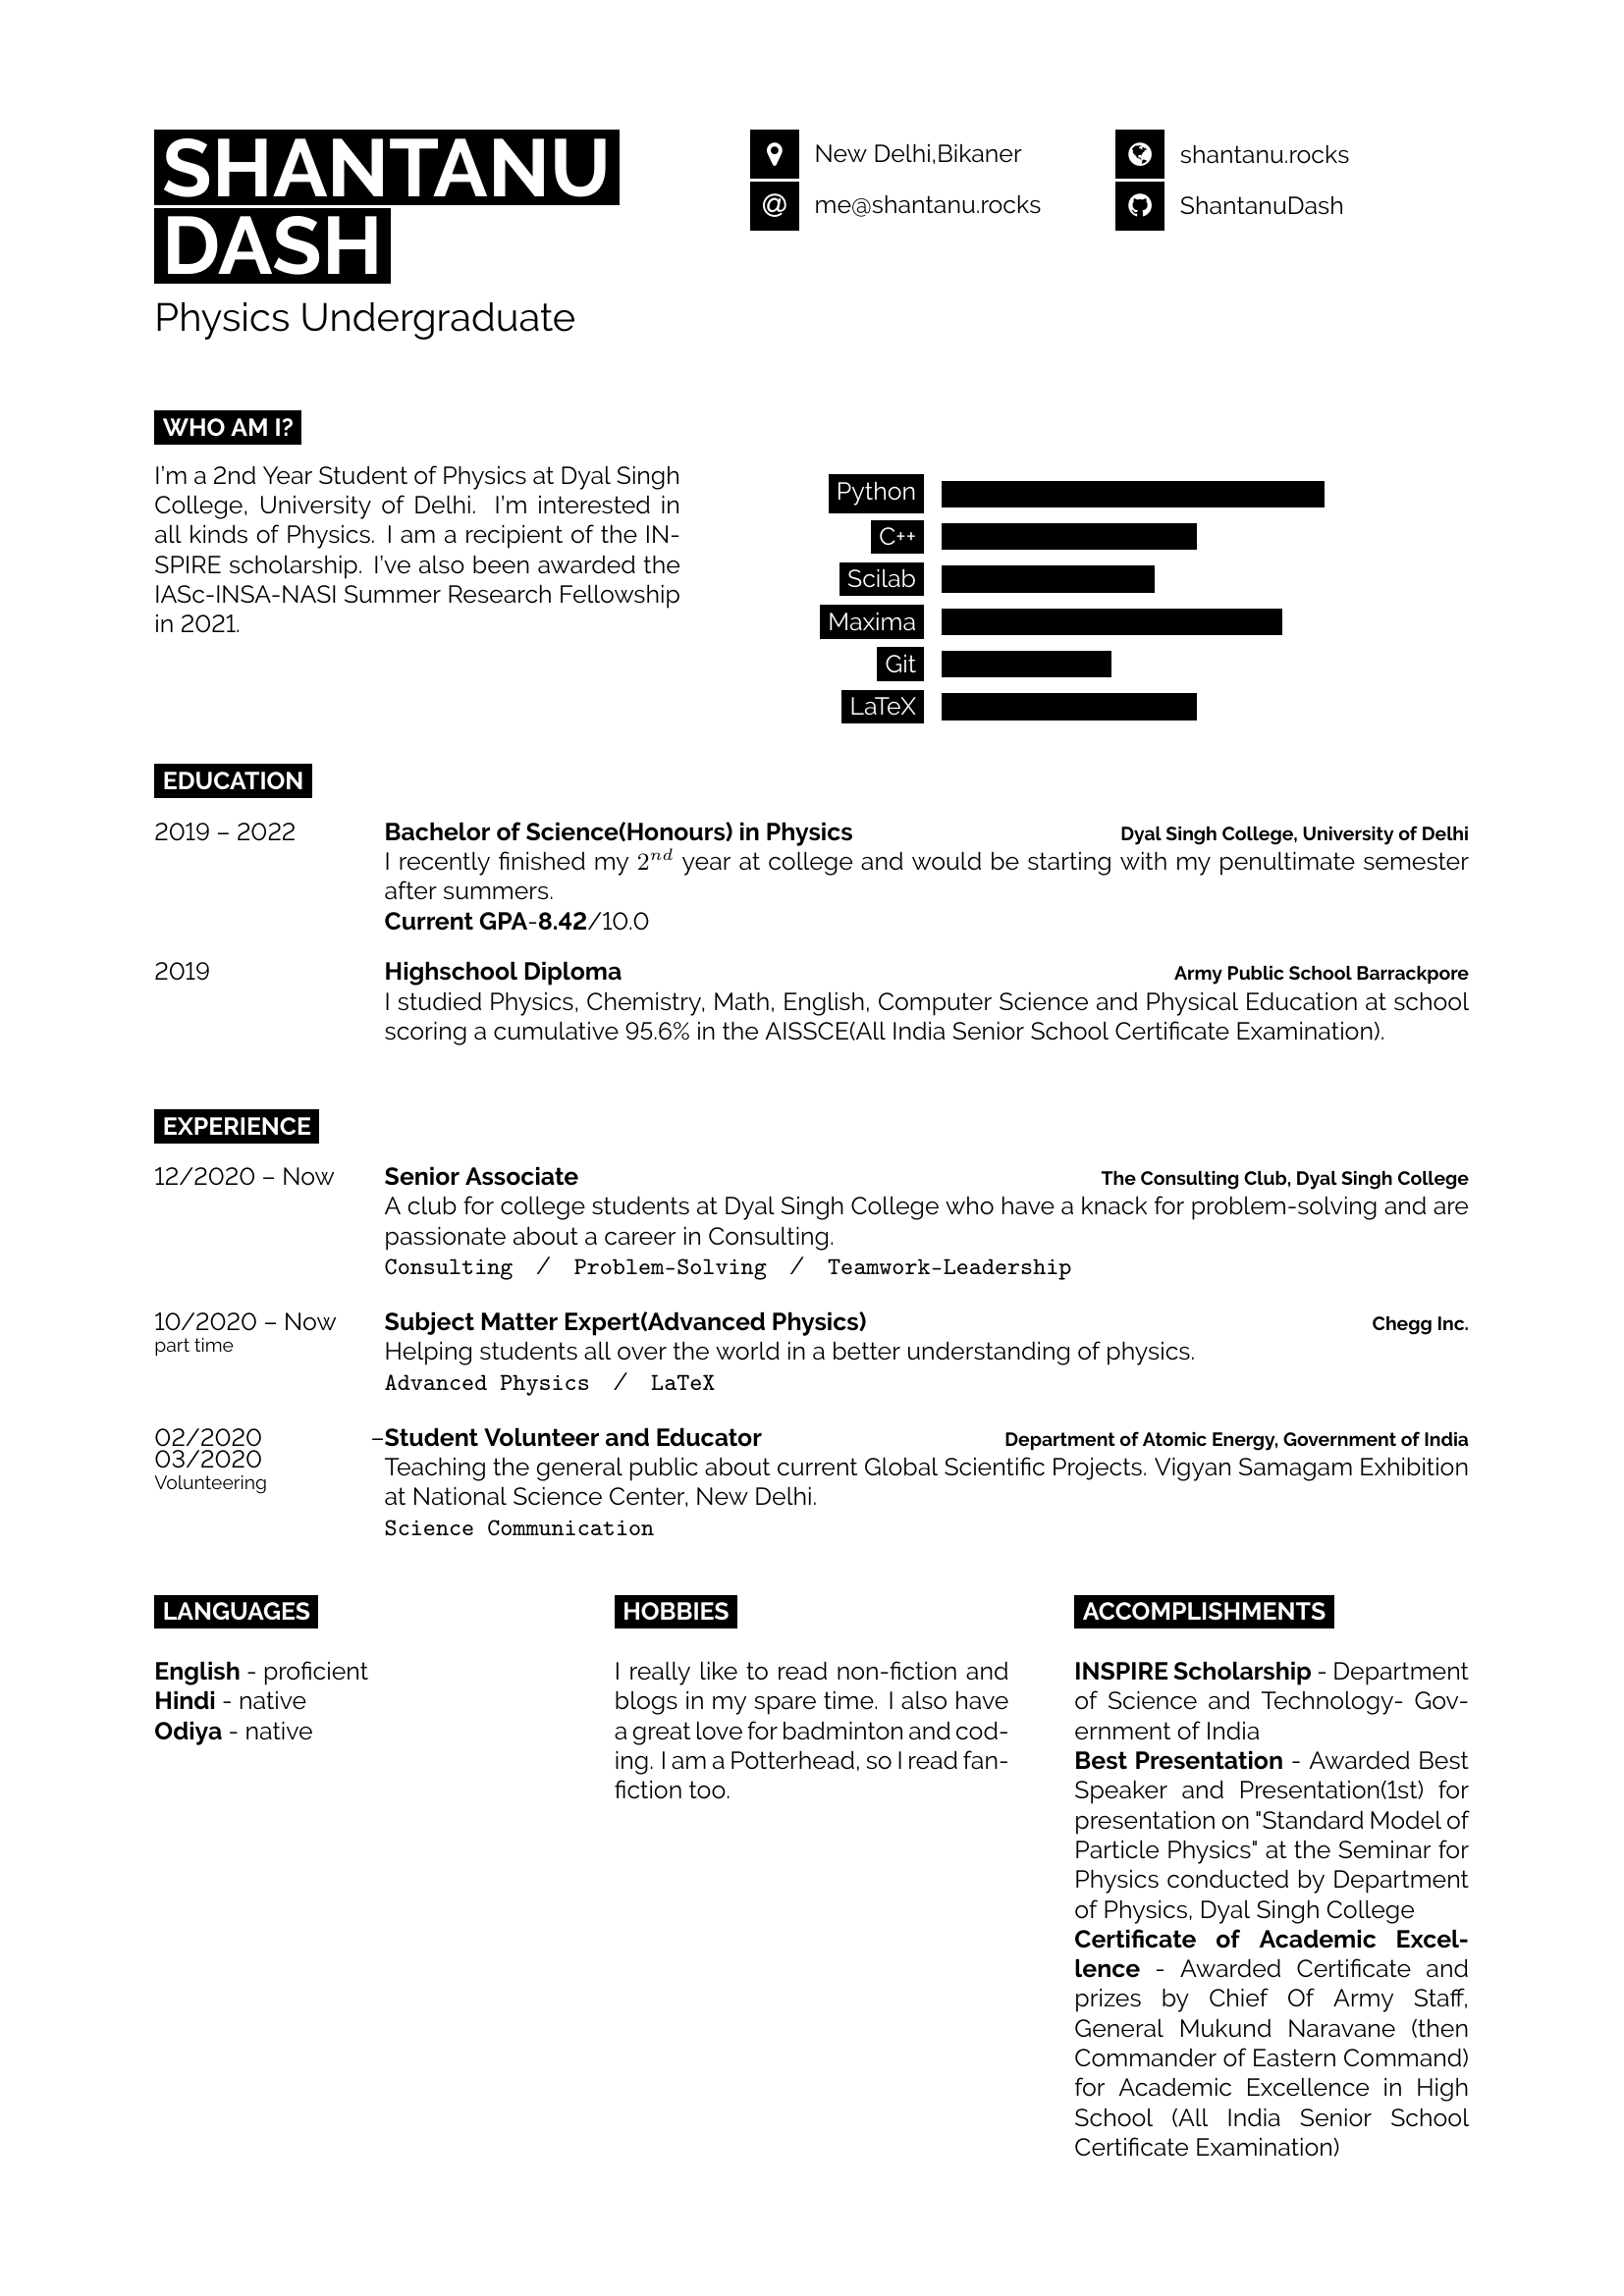 SHANTANU
DASH
Physics Undergraduate
New Delhi,Bikaner
me@shantanu.rocks
shantanu.rocks
ShantanuDash
WHO AM I?
I'm a 2nd Year Student of Physics at Dyal Singh
College, University of Delhi. I'm interested in
all kinds of Physics. I am a recipient of the IN-
SPIRE scholarship. I've also been awarded the
IASc-INSA-NASI Summer Research Fellowship
in 2021.
Python
C++
Scilab
Maxima
Git
LaTeX
EDUCATION
2019 – 2022 Bachelor of Science(Honours) in Physics Dyal Singh College, University of Delhi
I recently finished my 2nd year at college and would be starting with my penultimate semester
after summers.
Current GPA-8.42/10.0
2019 Highschool Diploma Army Public School Barrackpore
I studied Physics, Chemistry, Math, English, Computer Science and Physical Education at school
scoring a cumulative 95.6% in the AISSCE(All India Senior School Certificate Examination).
EXPERIENCE
12/2020 – Now Senior Associate The Consulting Club, Dyal Singh College
A club for college students at Dyal Singh College who have a knack for problem-solving and are
passionate about a career in Consulting.
Consulting / Problem-Solving / Teamwork-Leadership
10/2020 – Now Subject Matter Expert(Advanced Physics) Chegg Inc.
part time
Helping students all over the world in a better understanding of physics.
Advanced Physics / LaTeX
02/2020 – Student Volunteer and Educator Department of Atomic Energy, Government of India
03/2020
Volunteering
Teaching the general public about current Global Scientific Projects. Vigyan Samagam Exhibition
at National Science Center, New Delhi.
Science Communication
LANGUAGES
English - proficient
Hindi - native
Odiya - native
HOBBIES
I really like to read non-fiction and
blogs in my spare time. I also have
a great love for badminton and cod-
ing. I am a Potterhead, so I read fan-
fiction too.
ACCOMPLISHMENTS
INSPIRE Scholarship - Department
of Science and Technology- Gov-
ernment of India
Best Presentation - Awarded Best
Speaker and Presentation(1st) for
presentation on "Standard Model of
Particle Physics" at the Seminar for
Physics conducted by Department
of Physics, Dyal Singh College
Certificate of Academic Excel-
lence - Awarded Certificate and
prizes by Chief Of Army Staff,
General Mukund Naravane (then
Commander of Eastern Command)
for Academic Excellence in High
School (All India Senior School
Certificate Examination)